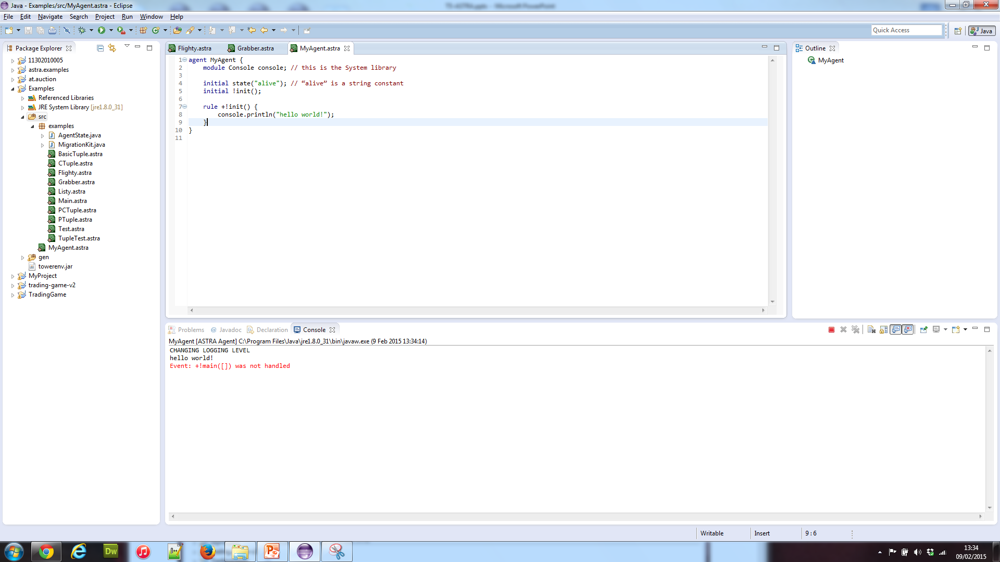 Java - Examples/src/MyAgent.astra - Eclipse
File Edit Navigate Search Project Run Window Help
Quick Access
Java
Package Explorer
11302010005
astra.examples
at.auction
Examples
Referenced Libraries
JRE System Library [jre1.8.0_31]
src
examples
AgentState.java
MigrationKit.java
BasicTuple.astra
CTuple.astra
Flighty.astra
Grabber.astra
Listy.astra
Main.astra
PCTuple.astra
PTuple.astra
Test.astra
TupleTest.astra
MyAgent.astra
gen
towerenv.jar
MyProject
trading-game-v2
TradingGame
Flighty.astra Grabber.astra MyAgent.astra
1 agent MyAgent {
2 module Console console; // this is the System library
3
4 initial state("alive"); // “alive” is a string constant
5 initial !init();
6
7 rule +!init() {
8 console.println("hello world!");
9 }
10 }
11
Outline
MyAgent
Problems @ Javadoc Declaration Console
MyAgent [ASTRA Agent] C:\Program Files\Java\jre1.8.0_31\bin\javaw.exe (9 Feb 2015 13:34:14)
CHANGING LOGGING LEVEL
hello world!
Event: +!main([]) was not handled
Writable Insert 9 : 6
Dw
13:34
09/02/2015